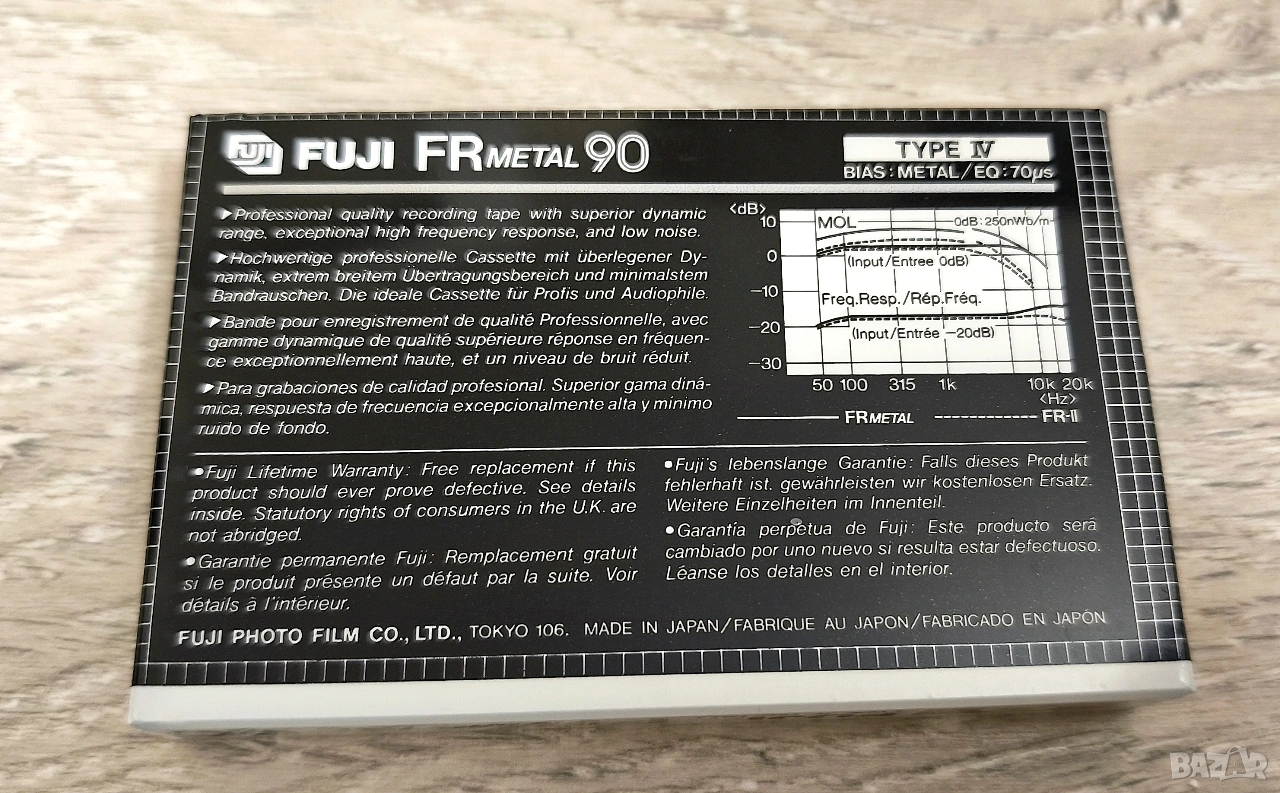 FUJI FUJI FR METAL 90
TYPE IV
BIAS : METAL/EQ : 70µs
▶Professional quality recording tape with superior dynamic
range, exceptional high frequency response, and low noise.
▶Hochwertige professionelle Cassette mit überlegener Dy-
namik, extrem breitem Übertragungsbereich und minimalstem
Bandrauschen. Die ideale Cassette für Profis und Audiophile.
▶Bande pour enregistrement de qualité Professionnelle, avec
gamme dynamique de qualité supérieure réponse en fréquen-
ce exceptionnellement haute, et un niveau de bruit réduit.
▶Para grabaciones de calidad profesional. Superior gama diná-
mica, respuesta de frecuencia excepcionalmente alta y mínimo
ruido de fondo.
<dB>
10
0
−10
−20
−30
MOL
0dB : 250nWb/m
(Input/Entree 0dB)
Freq.Resp./Rép.Fréq.
(Input/Entrée −20dB)
50 100 315 1k 10k 20k
<Hz>
FR METAL FR-II
●Fuji Lifetime Warranty: Free replacement if this
product should ever prove defective. See details
inside. Statutory rights of consumers in the U.K. are
not abridged.
●Garantie permanente Fuji: Remplacement gratuit
si le produit présente un défaut par la suite. Voir
détails à l'intérieur.
●Fuji's lebenslange Garantie: Falls dieses Produkt
fehlerhaft ist, gewährleisten wir kostenlosen Ersatz.
Weitere Einzelheiten im Innenteil.
●Garantía perpetua de Fuji: Este producto será
cambiado por uno nuevo si resulta estar defectuoso.
Léanse los detalles en el interior.
FUJI PHOTO FILM CO., LTD., TOKYO 106. MADE IN JAPAN/FABRIQUE AU JAPON/FABRICADO EN JAPÓN
BAZAR